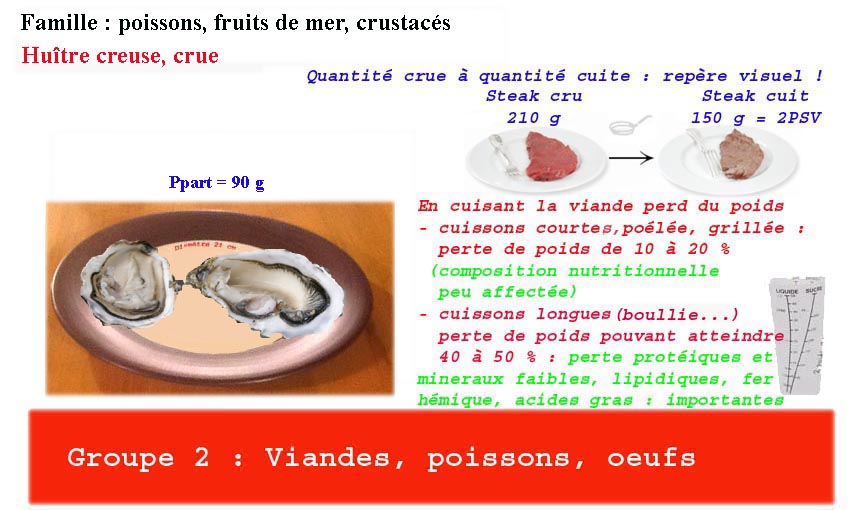 Famille : poissons, fruits de mer, crustacés
Huître creuse, crue
Quantité crue à quantité cuite : repère visuel !
Steak cru
210 g
Steak cuit
150 g = 2PSV
Ppart = 90 g
Diamètre 21 cm
En cuisant la viande perd du poids
- cuissons courtes,poélée, grillée :
perte de poids de 10 à 20 %
(composition nutritionnelle
peu affectée)
- cuissons longues(boullie...)
perte de poids pouvant atteindre
40 à 50 % : perte protéiques et
mineraux faibles, lipidiques, fer
hémique, acides gras : importantes
LIQUIDE SUCRE
Groupe 2 : Viandes, poissons, oeufs